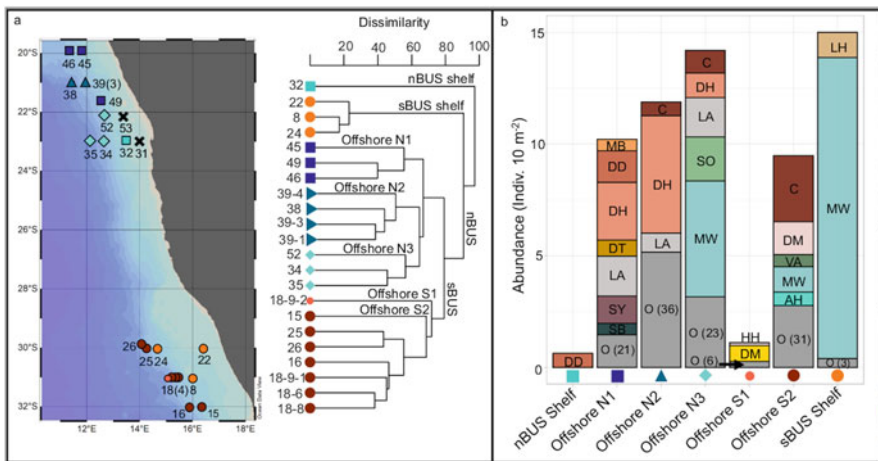 a
20°S
22°S
24°S
26°S
28°S
30°S
32°S
12°E
14°E
16°E
18°E
46
45
38
39(3)
49
52
53
35
34
32
31
26
25
24
22
18(4)
8
16
15
Ocean Data View
Dissimilarity
20
40
60
80
100
32
nBUS shelf
22
8
sBUS shelf
24
45
Offshore N1
49
46
39-4
Offshore N2
38
39-3
39-1
52
Offshore N3
34
35
18-9-2
Offshore S1
15
Offshore S2
25
26
16
18-9-1
18-6
18-8
nBUS
sBUS
b
Abundance (Indiv. 10 m-2)
15
10
5
0
DD
MB
DD
DH
DT
LA
SY
SB
O (21)
C
DH
LA
O (36)
C
DH
LA
SO
MW
O (23)
O (6)
HH
DM
C
DM
VA
MW
AH
O (31)
LH
MW
O (3)
nBUS Shelf
Offshore N1
Offshore N2
Offshore N3
Offshore S1
Offshore S2
sBUS Shelf